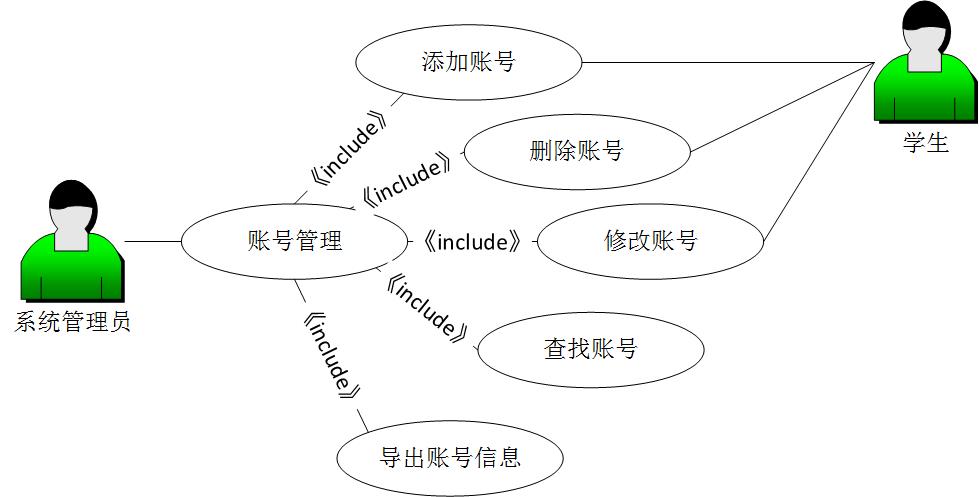 添加账号
学生
《include》
删除账号
《include》
账号管理
《include》
修改账号
系统管理员
《include》
查找账号
《include》
导出账号信息